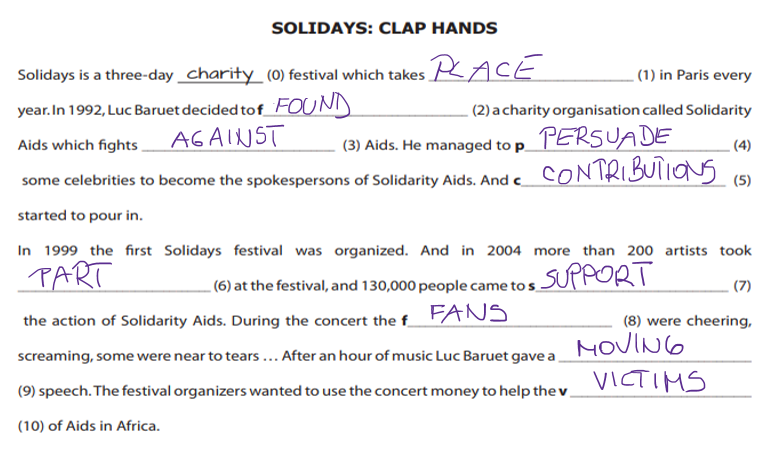 SOLIDAYS: CLAP HANDS
Solidays is a three-day charity (0) festival which takes PLACE (1) in Paris every
year. In 1992, Luc Baruet decided to f FOUND (2) a charity organisation called Solidarity
Aids which fights AGAINST (3) Aids. He managed to p PERSUADE (4)
some celebrities to become the spokespersons of Solidarity Aids. And c CONTRIBUTIONS (5)
started to pour in.
In 1999 the first Solidays festival was organized. And in 2004 more than 200 artists took
PART (6) at the festival, and 130,000 people came to s SUPPORT (7)
the action of Solidarity Aids. During the concert the f FANS (8) were cheering,
screaming, some were near to tears … After an hour of music Luc Baruet gave a MOVING
(9) speech. The festival organizers wanted to use the concert money to help the v VICTIMS
(10) of Aids in Africa.